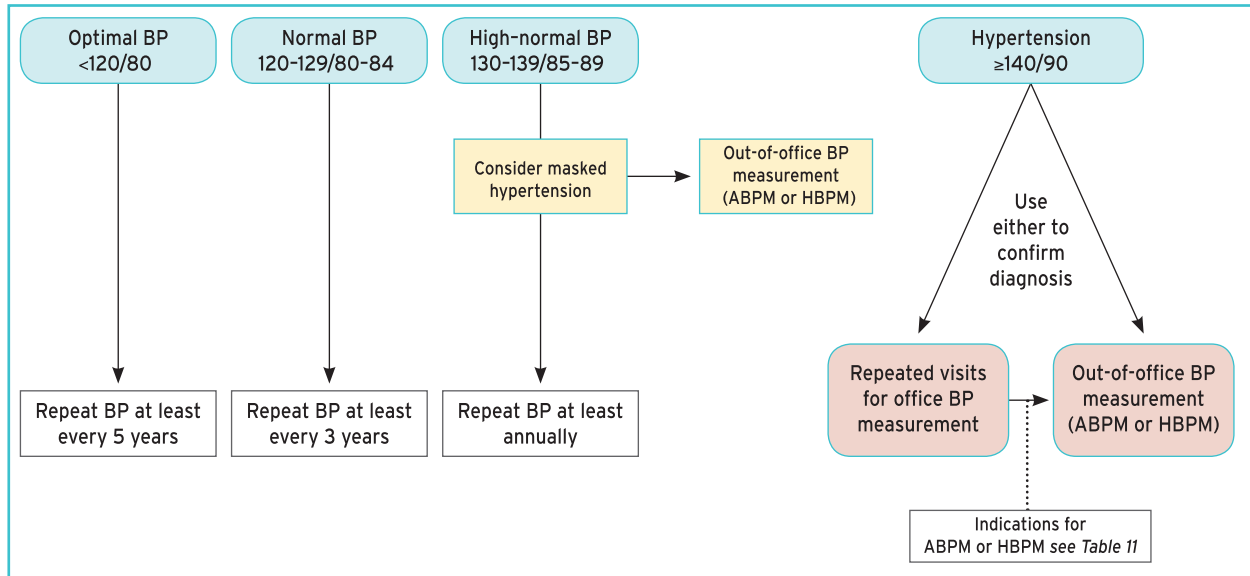 Optimal BP
<120/80
Normal BP
120–129/80–84
High-normal BP
130–139/85–89
Hypertension
≥140/90
Consider masked
hypertension
Out-of-office BP
measurement
(ABPM or HBPM)
Use
either to
confirm
diagnosis
Repeat BP at least
every 5 years
Repeat BP at least
every 3 years
Repeat BP at least
annually
Repeated visits
for office BP
measurement
Out-of-office BP
measurement
(ABPM or HBPM)
Indications for
ABPM or HBPM see Table 11